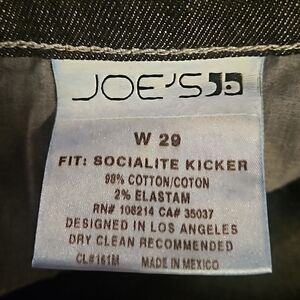 JOE'S
W 29
FIT: SOCIALITE KICKER
98% COTTON/COTON
2% ELASTAM
RN# 106214 CA# 35037
DESIGNED IN LOS ANGELES
DRY CLEAN RECOMMENDED
CL#161M MADE IN MEXICO